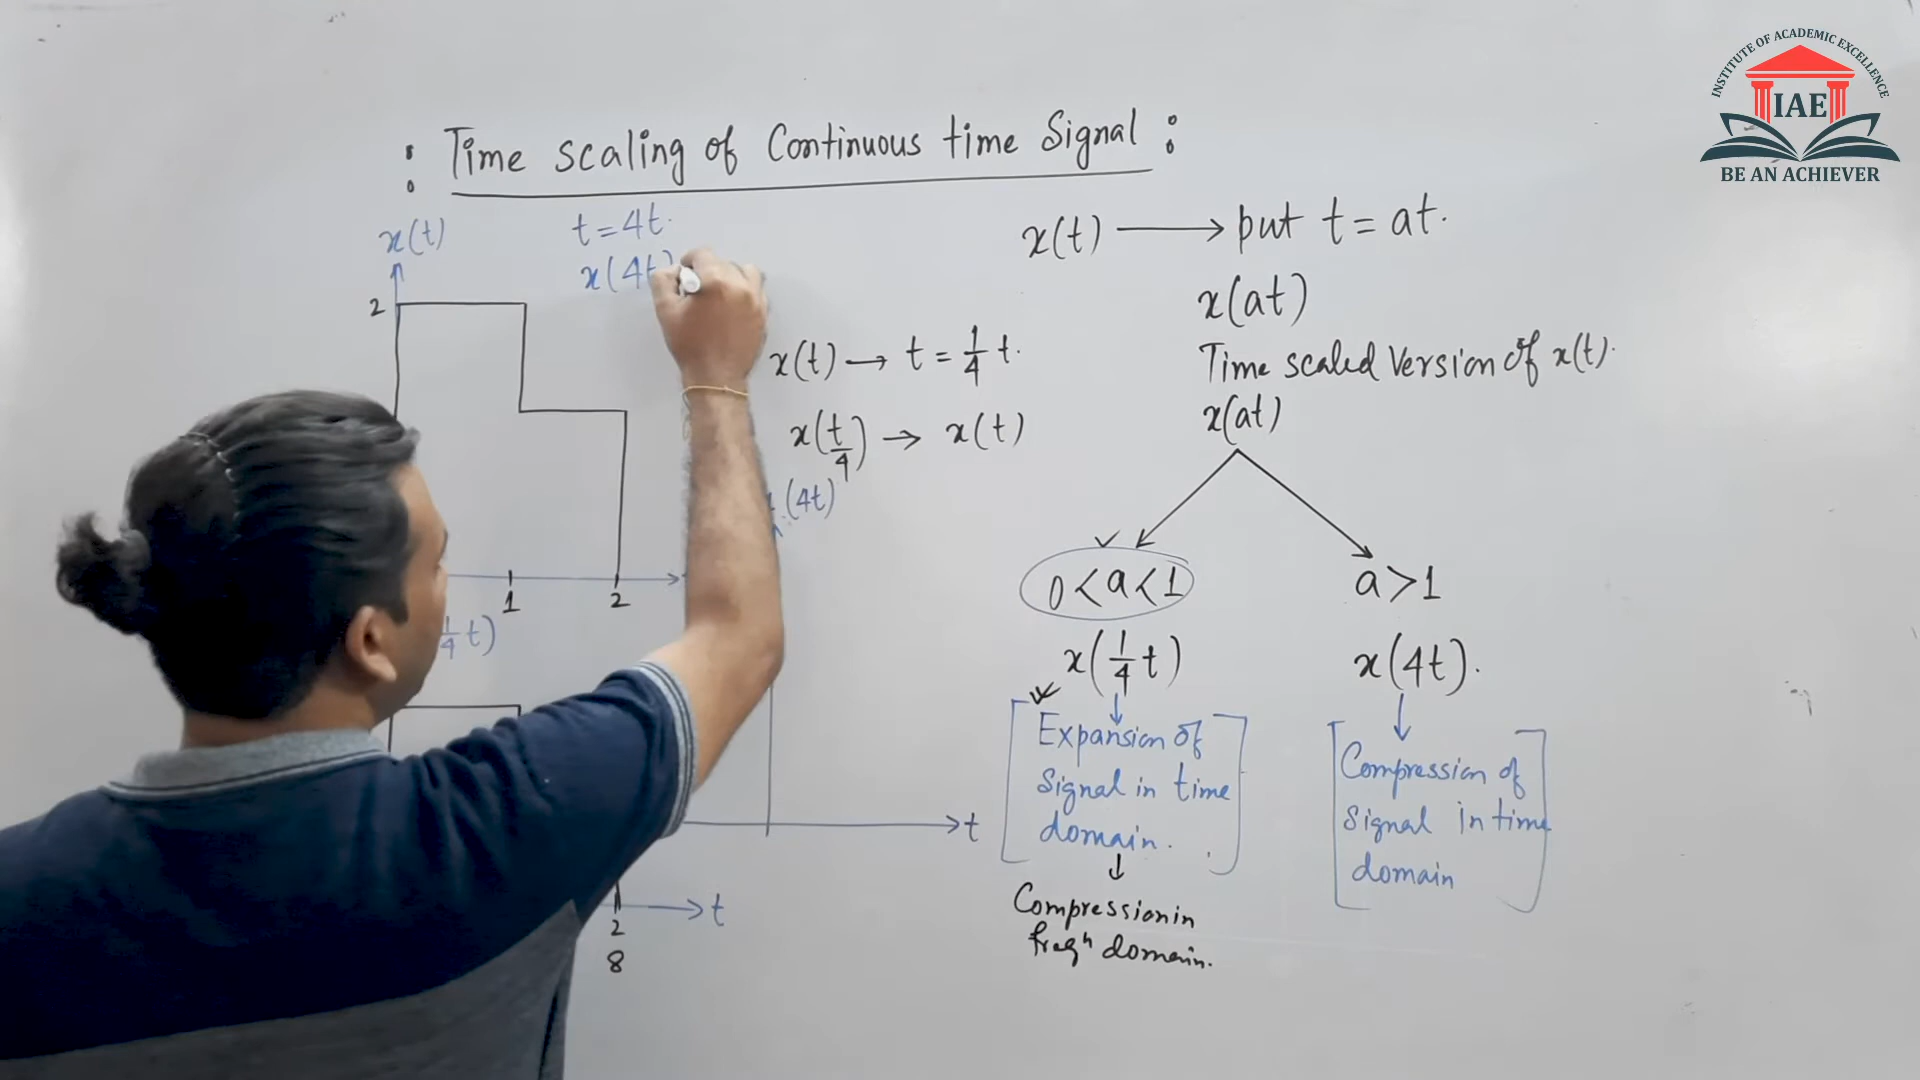 INSTITUTE OF ACADEMIC EXCELLENCE
IAE
BE AN ACHIEVER
: Time scaling of Continuous time Signal :
x(t)
t=4t.
x(4t)
2
1
2
x(t) → t = 1/4 t.
x(t/4) → x(t)
(4t)
1/4 t)
t
2
8
t
x(t) → put t = at.
x(at)
Time scaled Version of x(t).
x(at)
0<a<1
a>1
x(1/4 t)
x(4t).
Expansion of
Signal in time
domain.
Compression in
freqⁿ domain.
Compression of
Signal in time
domain